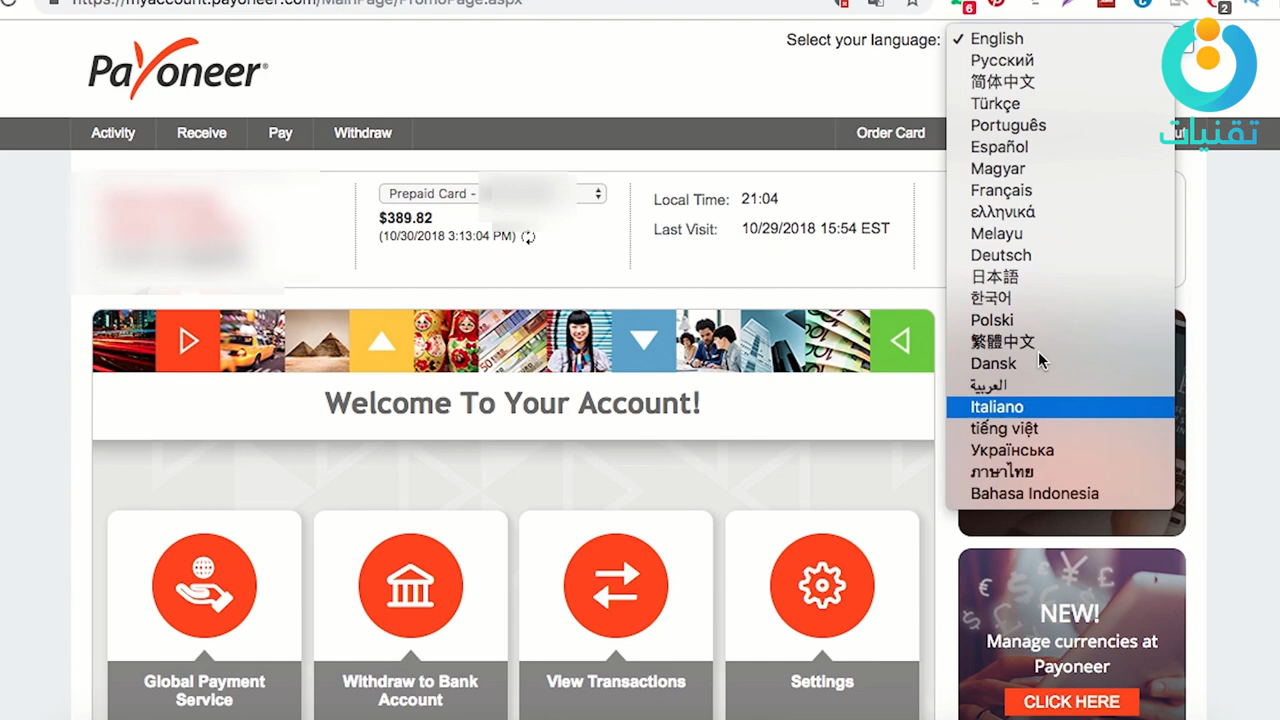 https://myaccount.payoneer.com/MainPage/PromoPage.aspx
6
2
Payoneer
Select your language:
English
Русский
简体中文
Türkçe
Português
Español
Magyar
Français
ελληνικά
Melayu
Deutsch
日本語
한국어
Polski
繁體中文
Dansk
العربية
Italiano
tiếng việt
Українська
ภาษาไทย
Bahasa Indonesia
تقنيات
Activity
Receive
Pay
Withdraw
Order Card
Prepaid Card -
$389.82
(10/30/2018 3:13:04 PM)
Local Time: 21:04
Last Visit: 10/29/2018 15:54 EST
Welcome To Your Account!
Global Payment
Service
Withdraw to Bank
Account
View Transactions
Settings
NEW!
Manage currencies at
Payoneer
CLICK HERE